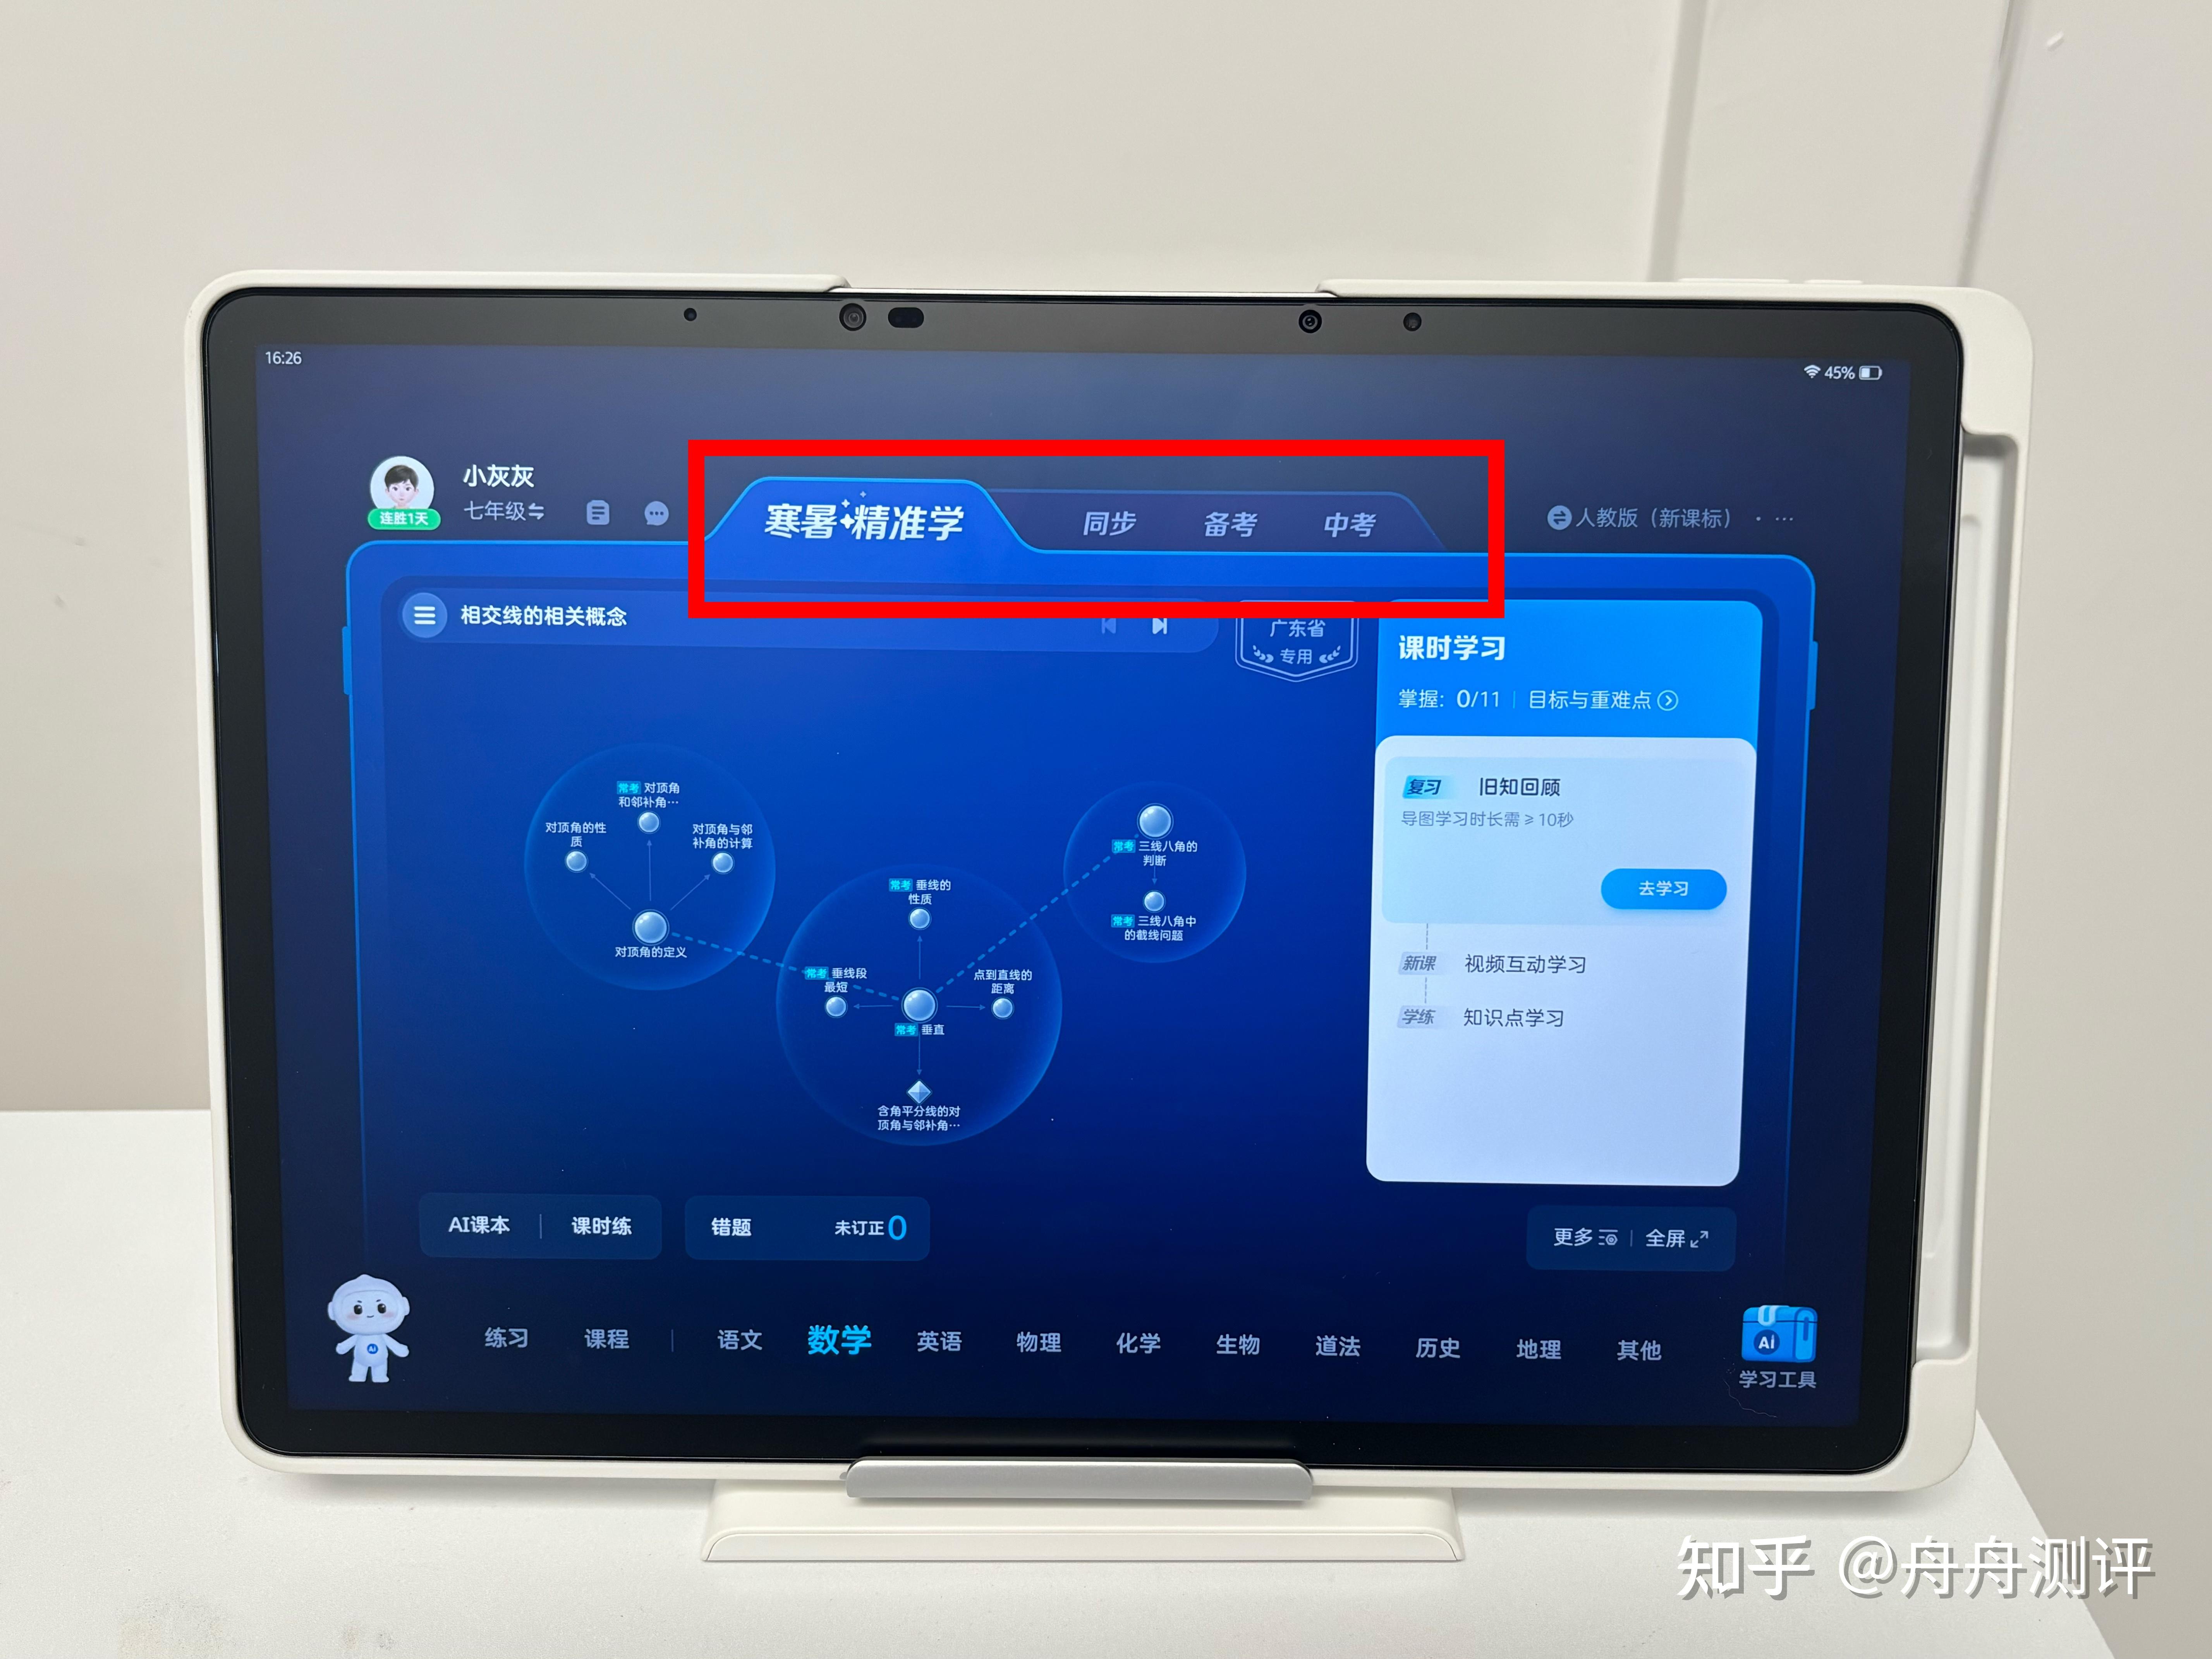 16:26
45%
小灰灰
七年级
连胜1天
寒暑精准学
同步
备考
中考
人教版（新课标）
相交线的相关概念
广东省
专用
课时学习
掌握：0/11
目标与重难点
复习 旧知回顾
导图学习时长需≥10秒
去学习
新课 视频互动学习
学练 知识点学习
常考 对顶角
和邻补角…
对顶角的性
质
对顶角与邻
补角的计算
对顶角的定义
常考 垂线的
性质
常考 垂线段
最短
点到直线的
距离
常考 垂直
含角平分线的对
顶角与邻补角…
常考 三线八角的
判断
常考 三线八角中
的截线问题
AI课本
课时练
错题
未订正0
更多
全屏
AI
练习
课程
语文
数学
英语
物理
化学
生物
道法
历史
地理
其他
AI
学习工具
知乎 @舟舟测评